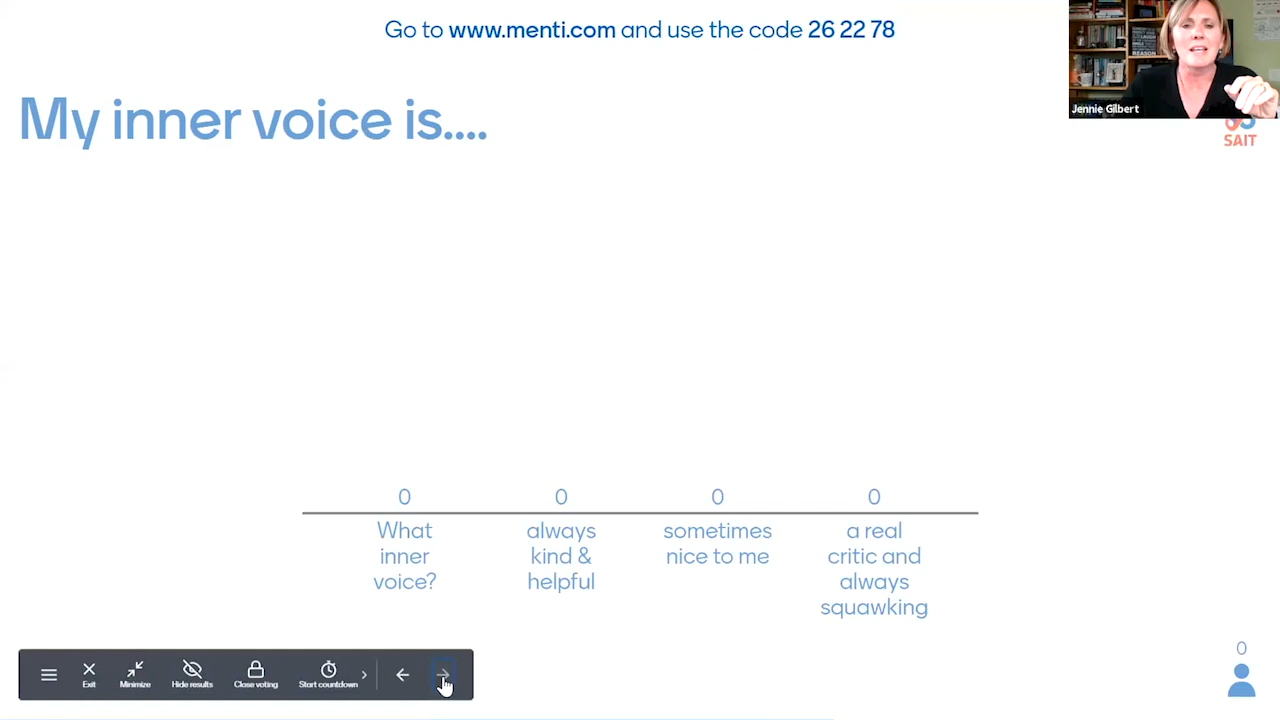 Go to www.menti.com and use the code 26 22 78
REASON
Jennie Gilbert
SAIT
My inner voice is....
0
0
0
0
What
inner
voice?
always
kind &
helpful
sometimes
nice to me
a real
critic and
always
squawking
0
Exit
Minimize
Hide results
Close voting
Start countdown